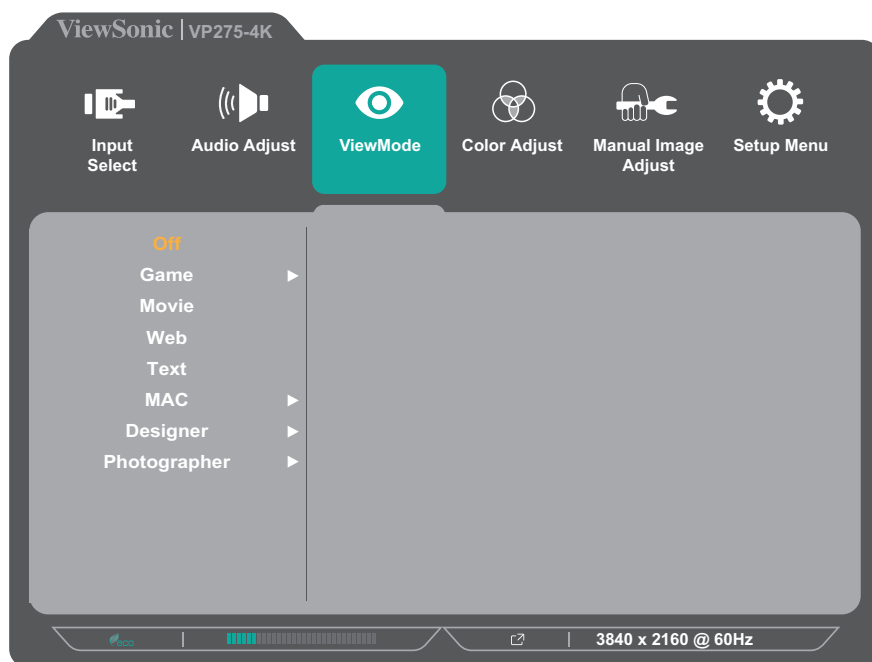 ViewSonic | VP275-4K
Input Select
Audio Adjust
ViewMode
Color Adjust
Manual Image Adjust
Setup Menu
Off
Game
Movie
Web
Text
MAC
Designer
Photographer
eco
3840 x 2160 @ 60Hz